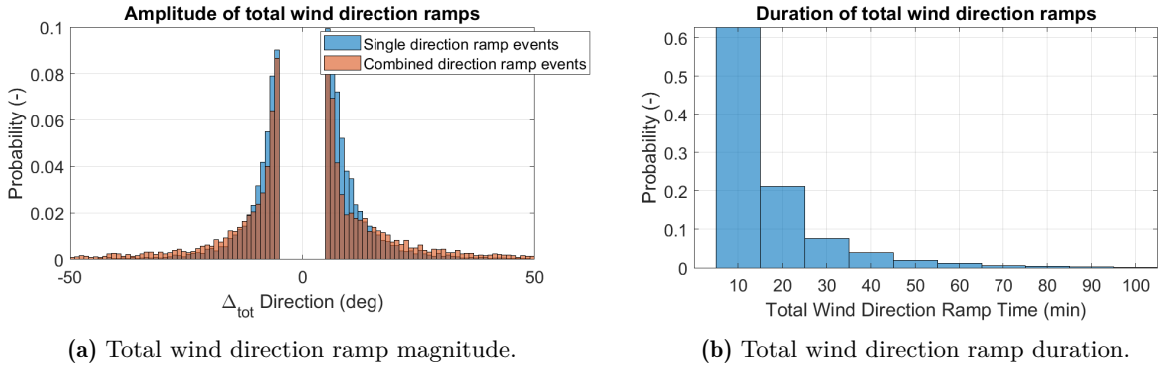 Amplitude of total wind direction ramps
0.1
0.08
0.06
0.04
0.02
0
Probability (-)
Single direction ramp events
Combined direction ramp events
-50
0
50
Δtot Direction (deg)
(a) Total wind direction ramp magnitude.
Duration of total wind direction ramps
0.6
0.5
0.4
0.3
0.2
0.1
0
Probability (-)
10 20 30 40 50 60 70 80 90 100
Total Wind Direction Ramp Time (min)
(b) Total wind direction ramp duration.